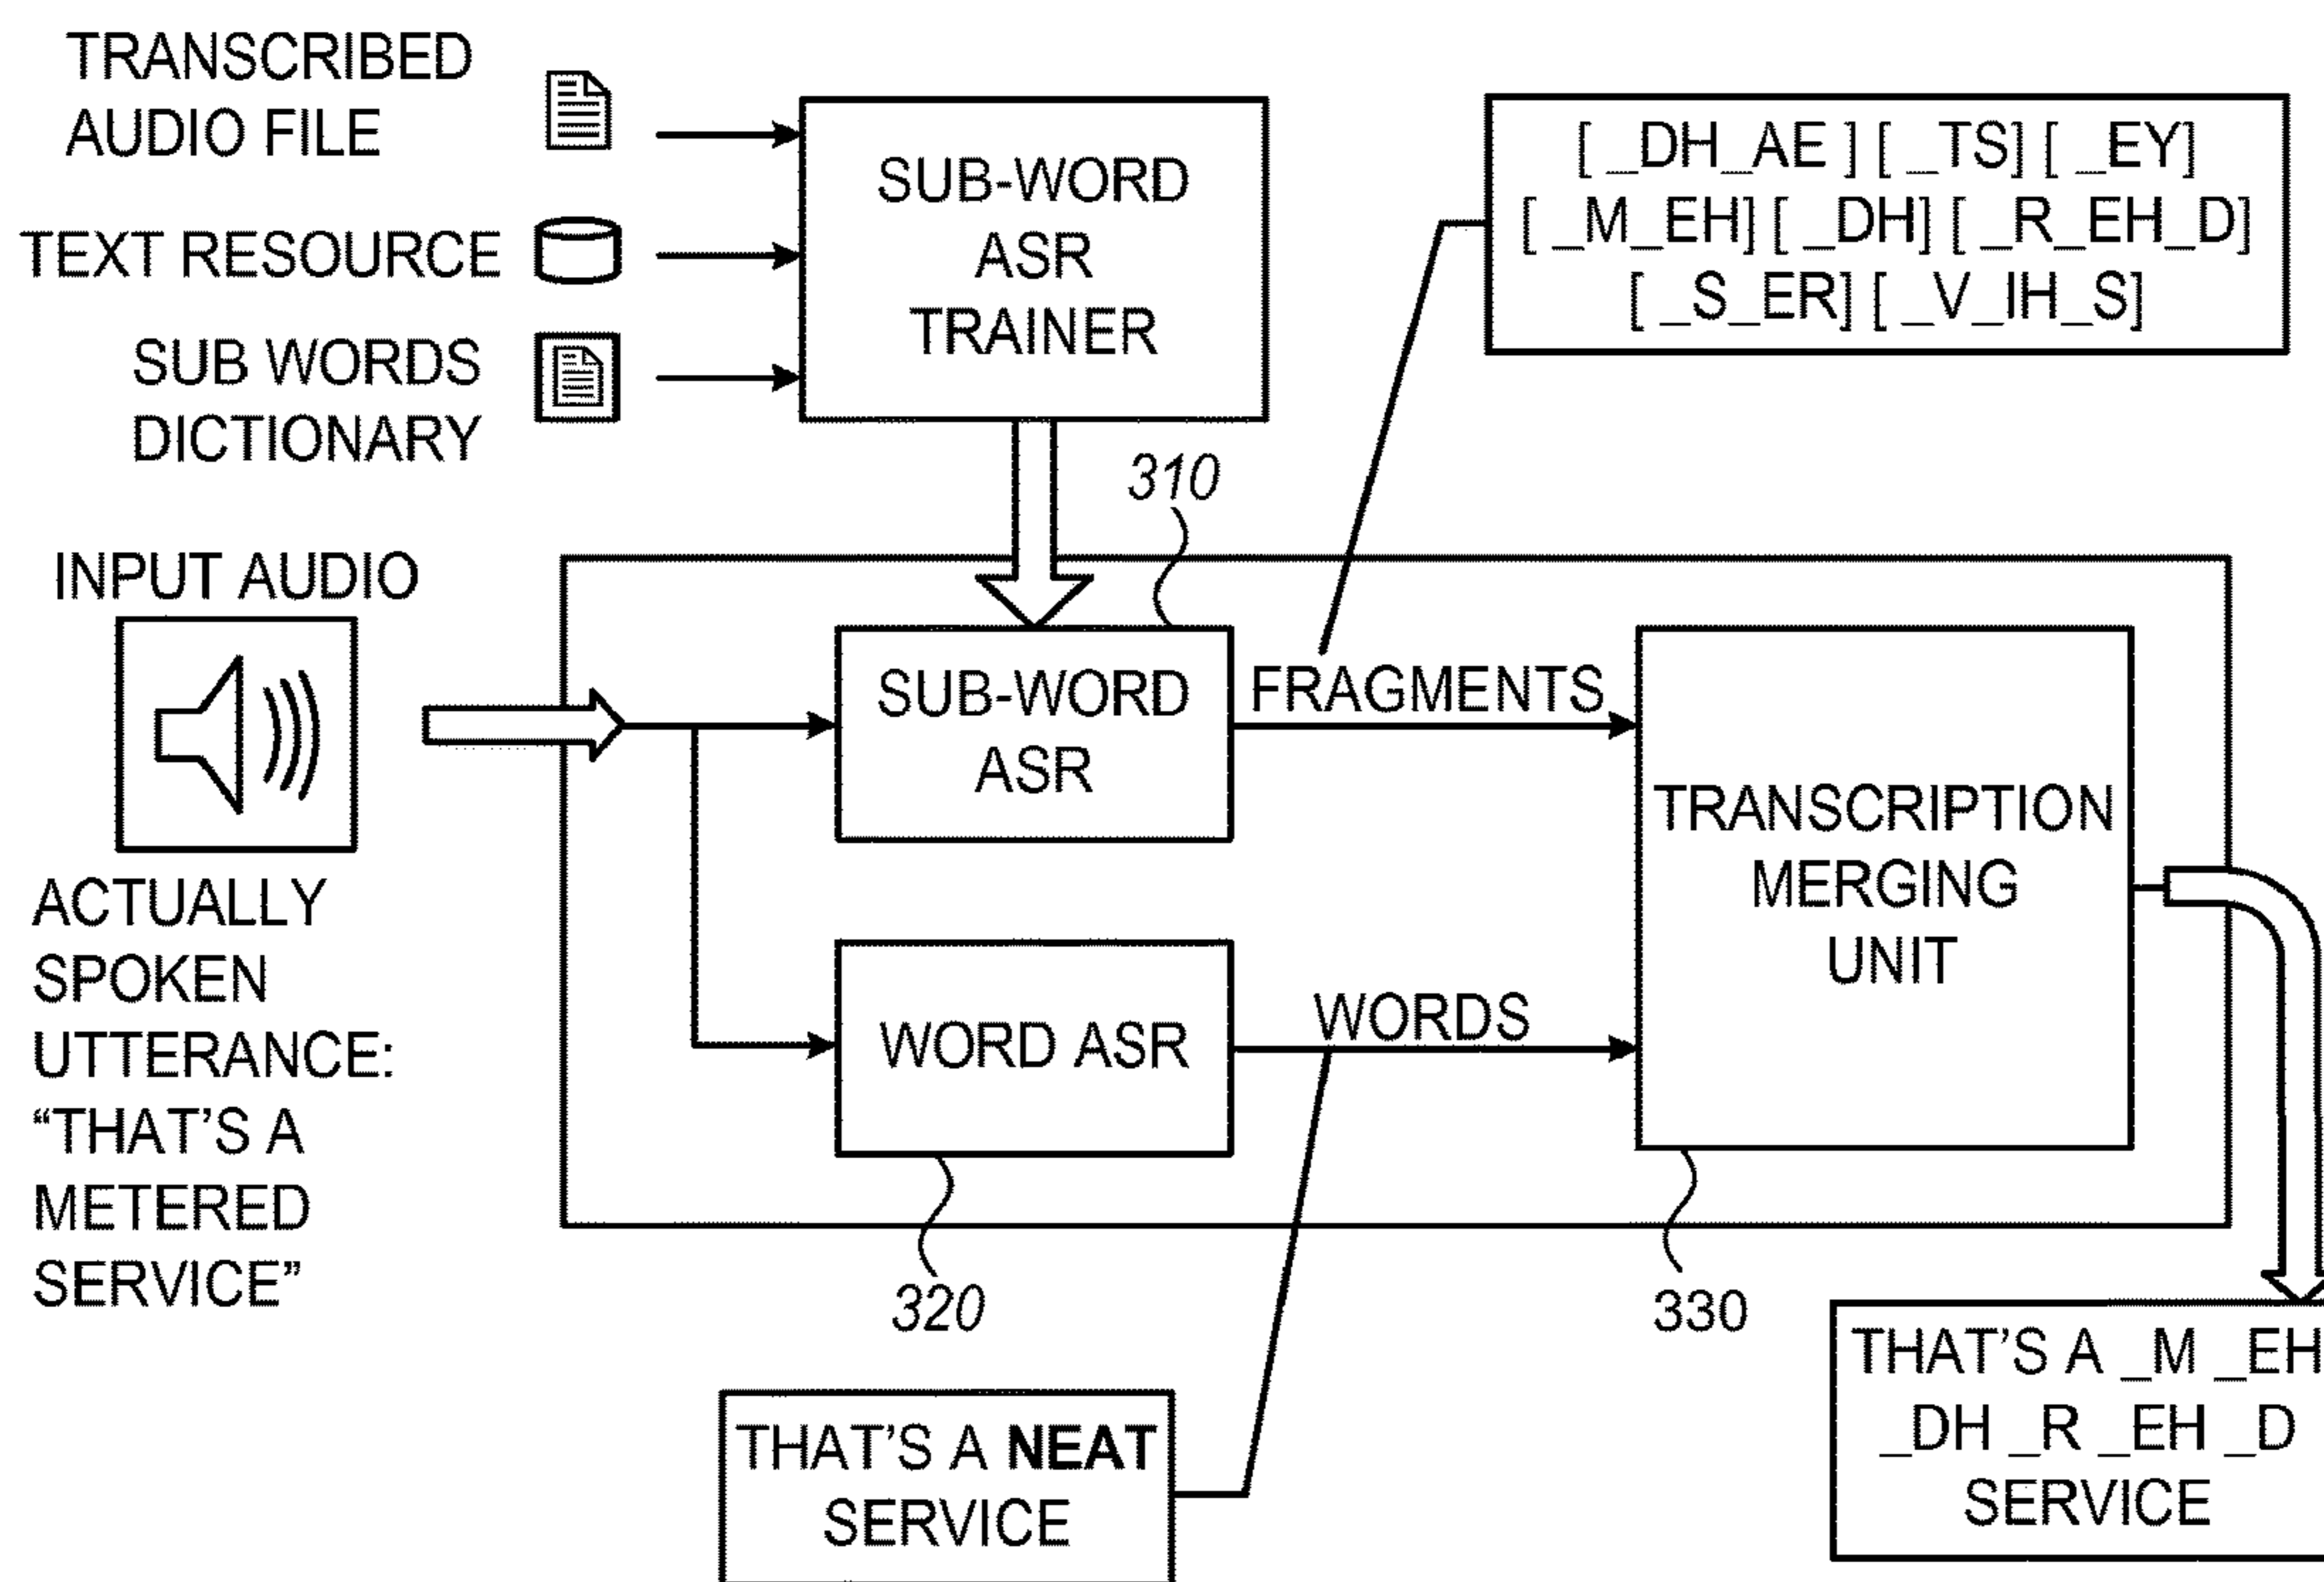 TRANSCRIBED
AUDIO FILE
TEXT RESOURCE
SUB WORDS
DICTIONARY
SUB-WORD
ASR
TRAINER
[ _DH_AE ] [ _TS] [ _EY]
[ _M_EH] [ _DH] [ _R_EH_D]
[ _S_ER] [ _V_IH_S]
310
INPUT AUDIO
ACTUALLY
SPOKEN
UTTERANCE:
“THAT’S A
METERED
SERVICE”
SUB-WORD
ASR
FRAGMENTS
WORD ASR
WORDS
TRANSCRIPTION
MERGING
UNIT
320
330
THAT’S A NEAT
SERVICE
THAT’S A _M _EH
_DH _R _EH _D
SERVICE